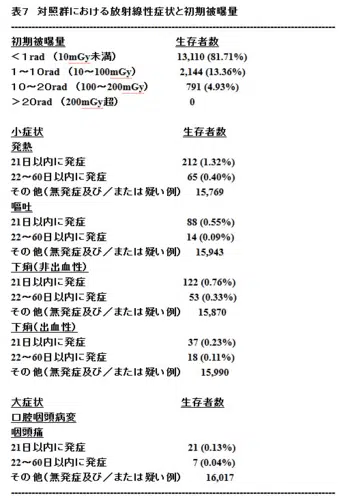 表7 対照群における放射線性症状と初期被曝量
初期被曝量 生存者数
<1rad (10mGy未満) 13,110 (81.71%)
1~10rad (10~100mGy) 2,144 (13.36%)
10~20rad (100~200mGy) 791 (4.93%)
>20rad (200mGy超) 0
小症状 生存者数
発熱
21日以内に発症 212 (1.32%)
22~60日以内に発症 65 (0.40%)
その他(無発症及び/または疑い例) 15,769
嘔吐
21日以内に発症 88 (0.55%)
22~60日以内に発症 14 (0.09%)
その他(無発症及び/または疑い例) 15,943
下痢(非出血性)
21日以内に発症 122 (0.76%)
22~60日以内に発症 53 (0.33%)
その他(無発症及び/または疑い例) 15,870
下痢(出血性)
21日以内に発症 37 (0.23%)
22~60日以内に発症 18 (0.11%)
その他(無発症及び/または疑い例) 15,990
大症状 生存者数
口腔咽頭病変
咽頭痛
21日以内に発症 21 (0.13%)
22~60日以内に発症 7 (0.04%)
その他(無発症及び/または疑い例) 16,017